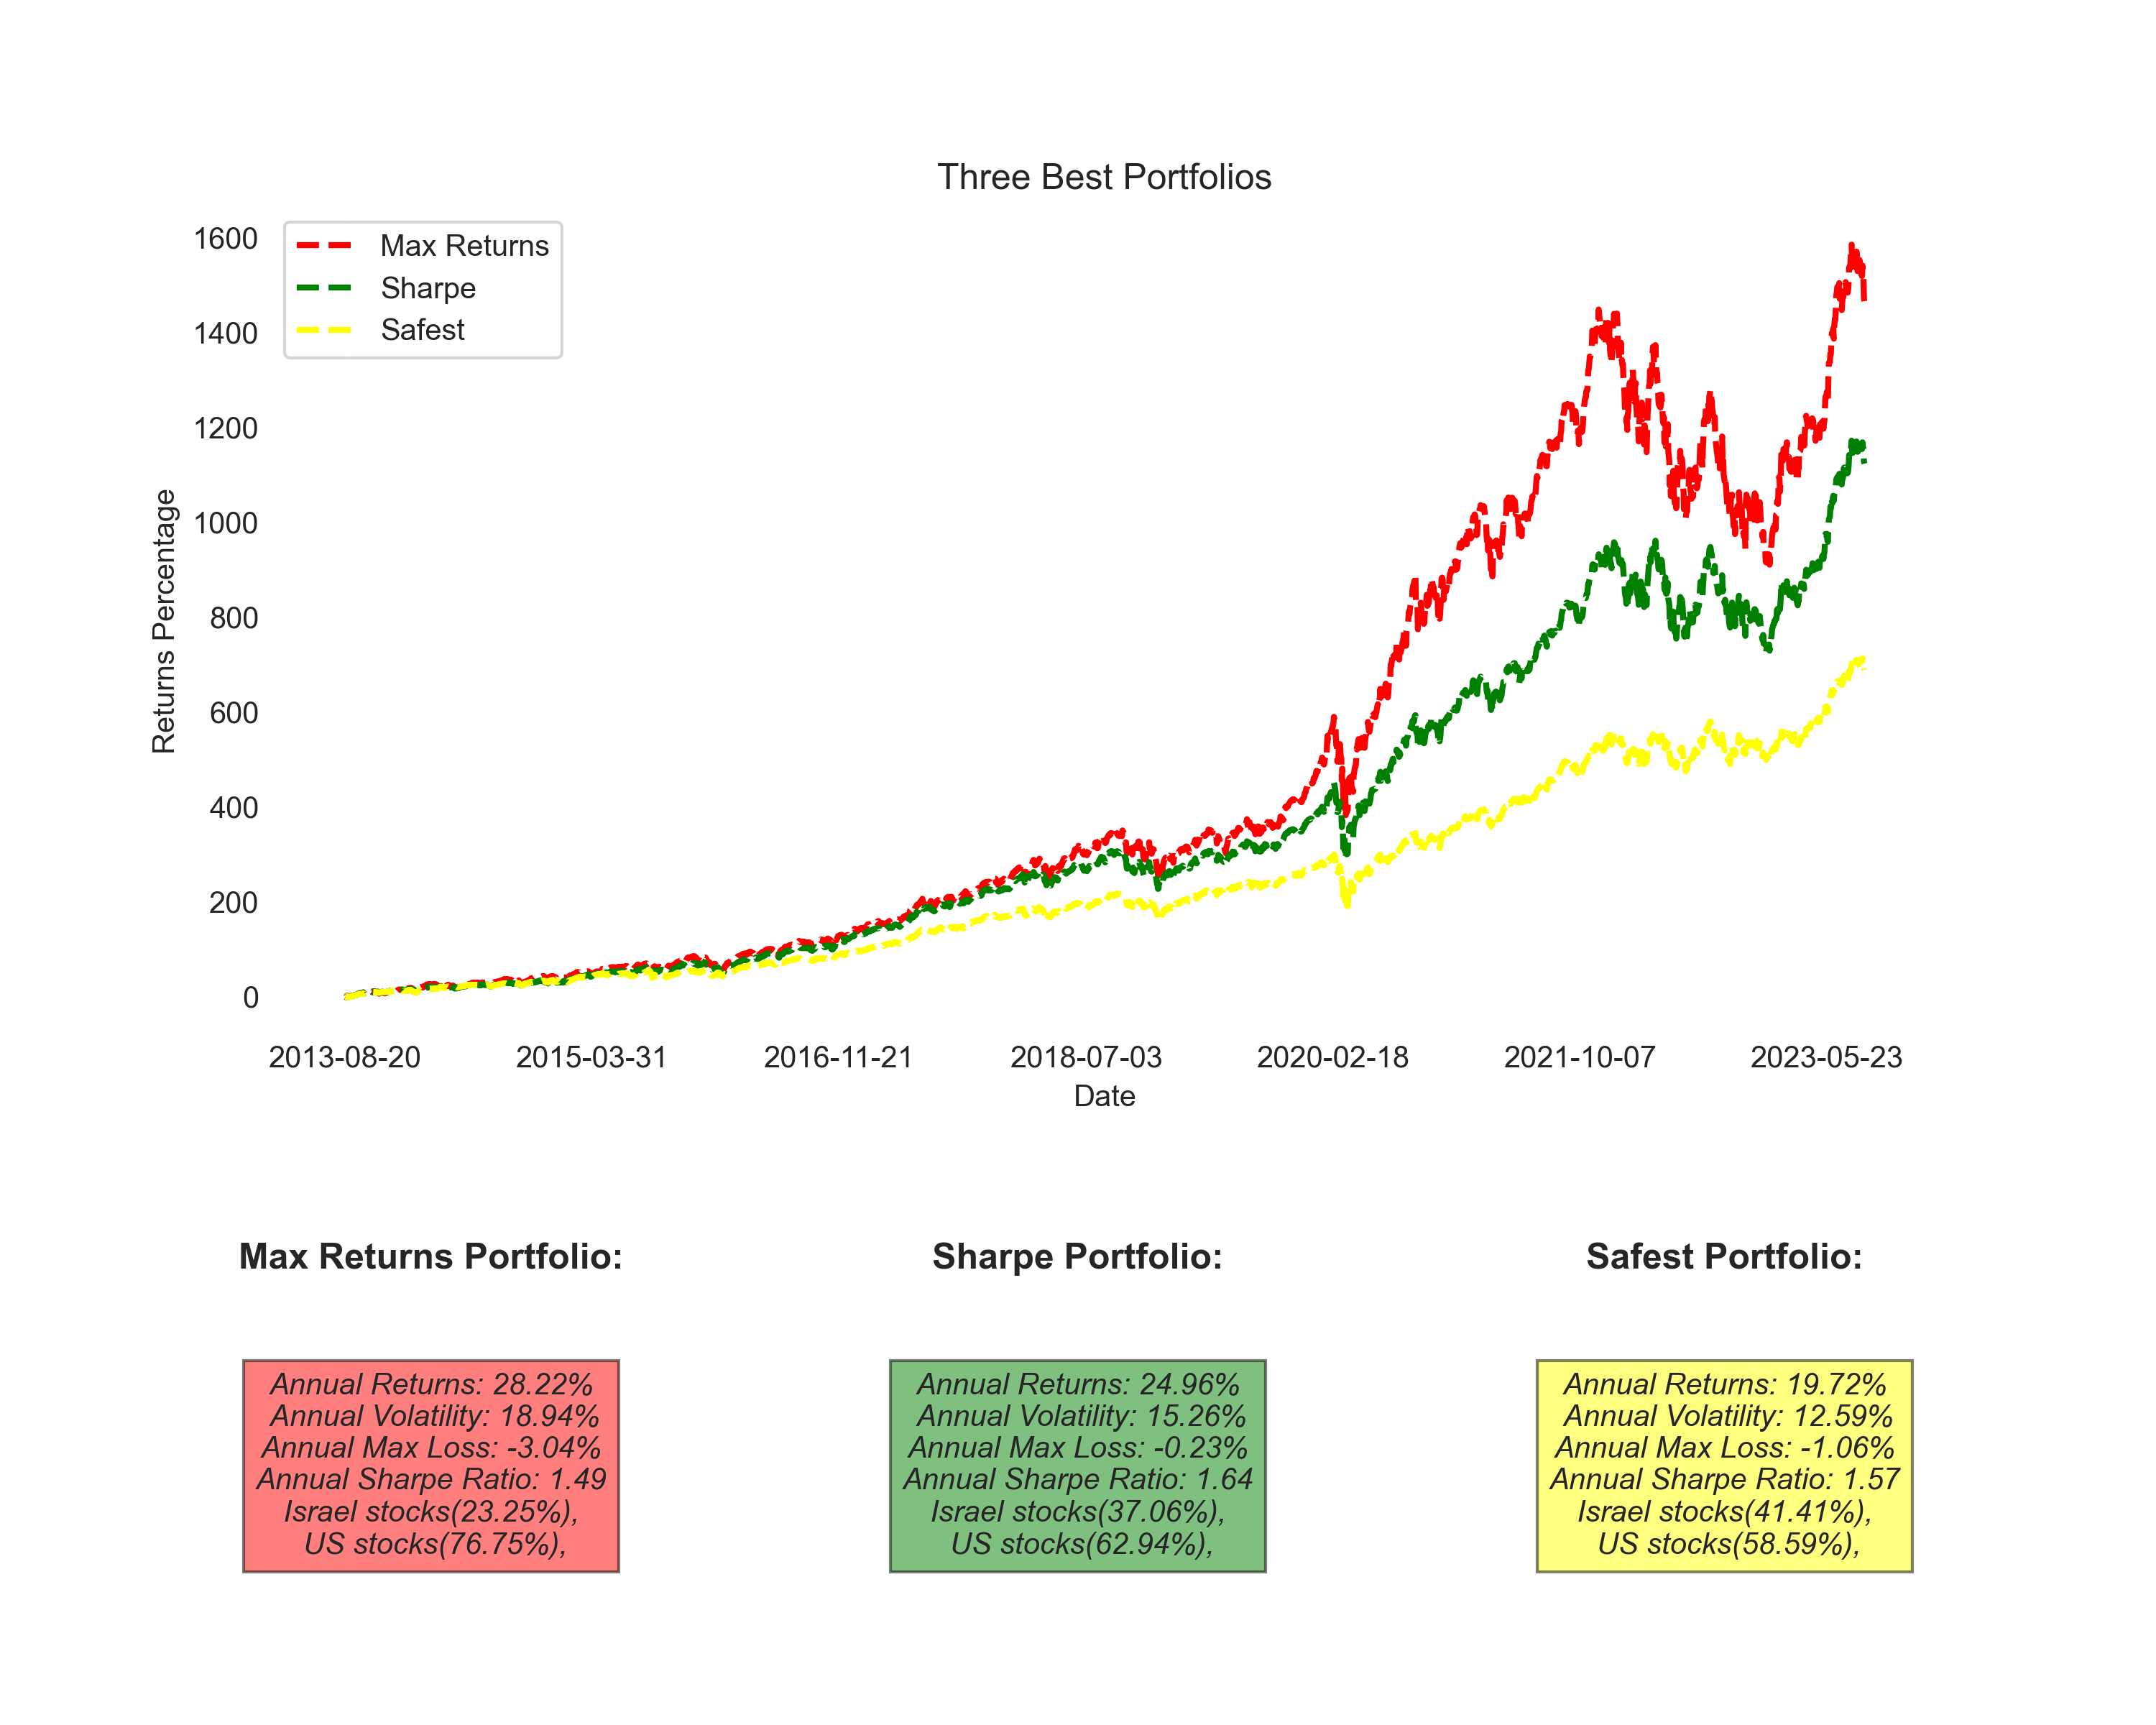 Three Best Portfolios
Max Returns
Sharpe
Safest
Returns Percentage
1600
1400
1200
1000
800
600
400
200
0
2013-08-20 2015-03-31 2016-11-21 2018-07-03 2020-02-18 2021-10-07 2023-05-23
Date
Max Returns Portfolio:
Annual Returns: 28.22%
Annual Volatility: 18.94%
Annual Max Loss: -3.04%
Annual Sharpe Ratio: 1.49
Israel stocks(23.25%),
US stocks(76.75%),
Sharpe Portfolio:
Annual Returns: 24.96%
Annual Volatility: 15.26%
Annual Max Loss: -0.23%
Annual Sharpe Ratio: 1.64
Israel stocks(37.06%),
US stocks(62.94%),
Safest Portfolio:
Annual Returns: 19.72%
Annual Volatility: 12.59%
Annual Max Loss: -1.06%
Annual Sharpe Ratio: 1.57
Israel stocks(41.41%),
US stocks(58.59%),